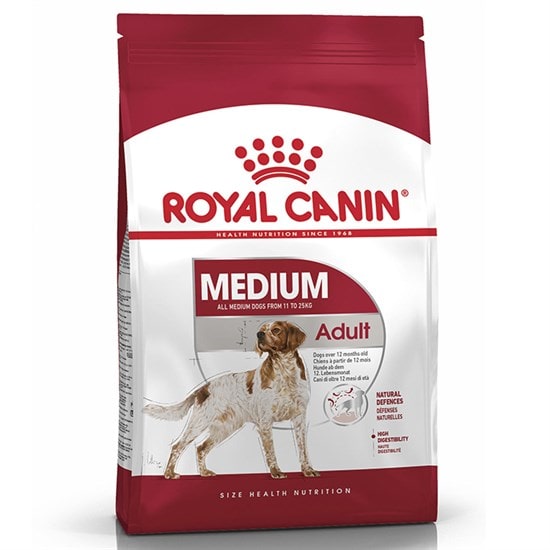 ROYAL CANIN®
HEALTH NUTRITION SINCE 1968
MEDIUM
ALL MEDIUM DOGS FROM 11 TO 25KG
Adult
Dogs over 12 months old
Chiens à partir de 12 mois
Hunde ab dem
12. Lebensmonat
Cani di oltre 12 mesi di età
NATURAL
DEFENCES
DÉFENSES
NATURELLES
HIGH
DIGESTIBILITY
HAUTE
DIGESTIBILITÉ
SIZE HEALTH NUTRITION